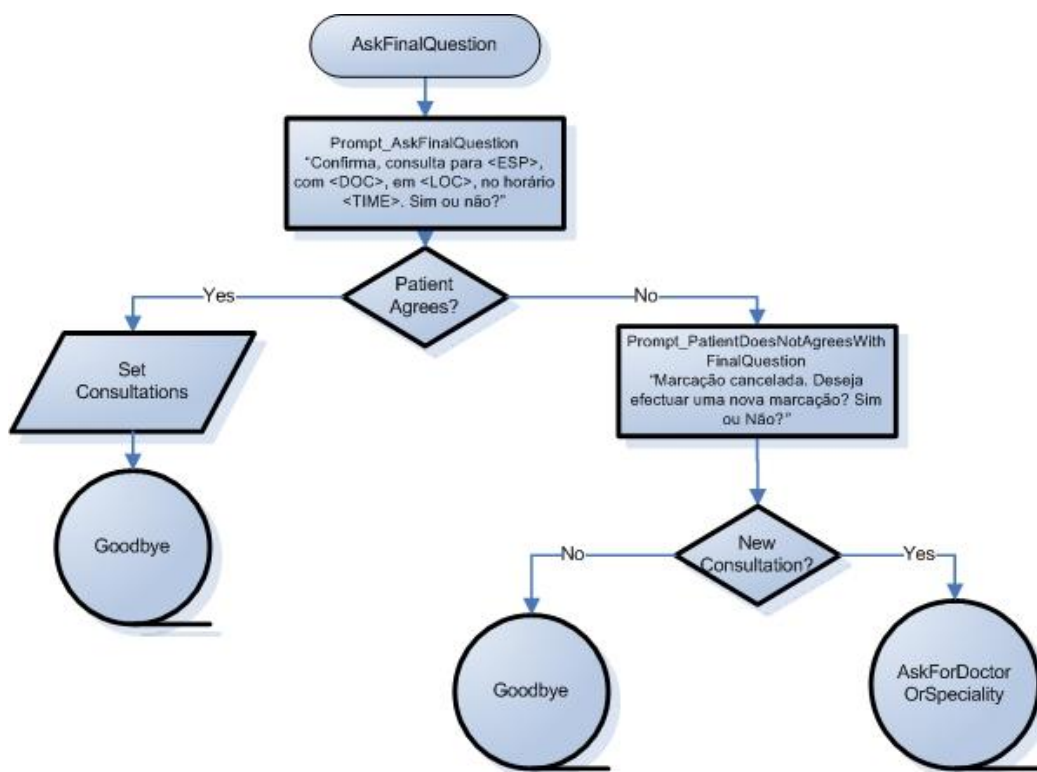 AskFinalQuestion
Prompt_AskFinalQuestion
“Confirma, consulta para <ESP>,
com <DOC>, em <LOC>, no horário
<TIME>. Sim ou não?”
Patient
Agrees?
Yes
No
Set
Consultations
Prompt_PatientDoesNotAgreesWith
FinalQuestion
“Marcação cancelada. Deseja
efectuar uma nova marcação? Sim
ou Não?”
Goodbye
New
Consultation?
No
Yes
Goodbye
AskForDoctor
OrSpeciality